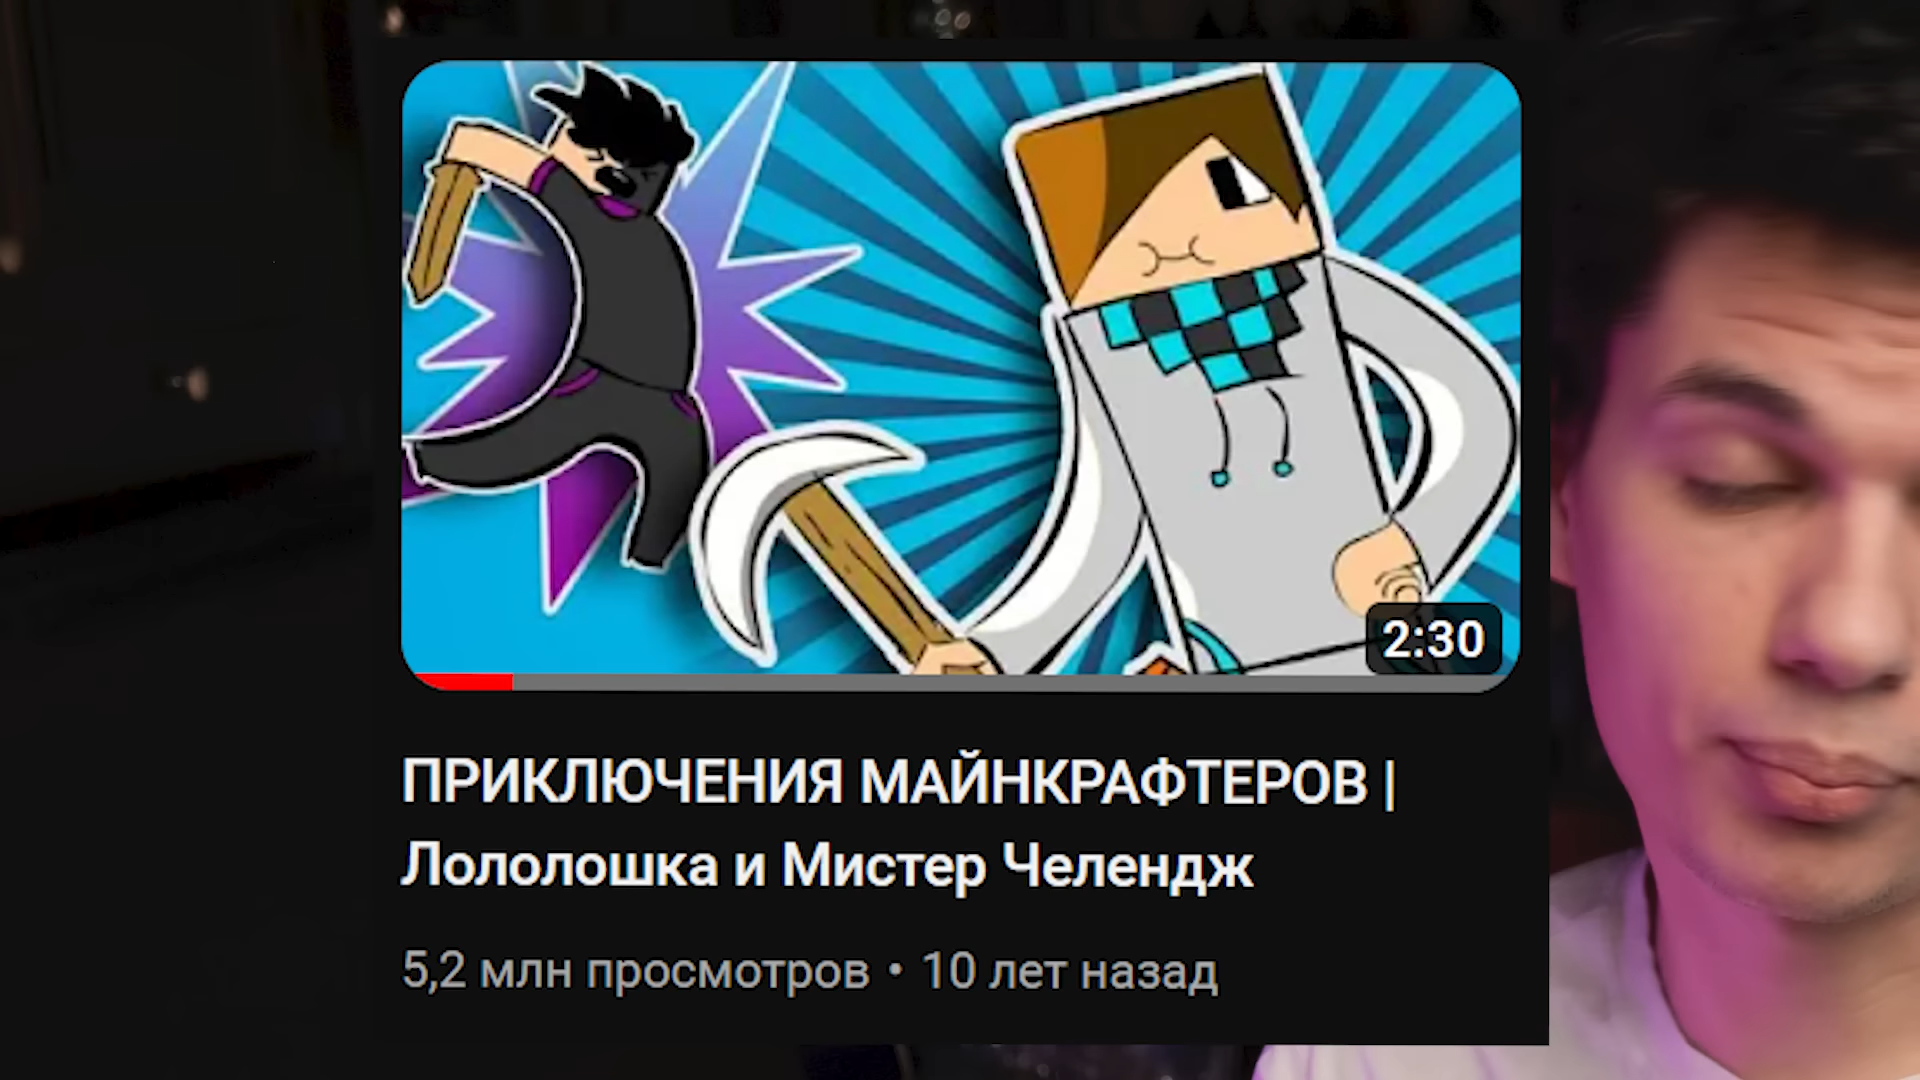 2:30
ПРИКЛЮЧЕНИЯ МАЙНКРАФТЕРОВ |
Лололошка и Мистер Челендж
5,2 млн просмотров • 10 лет назад